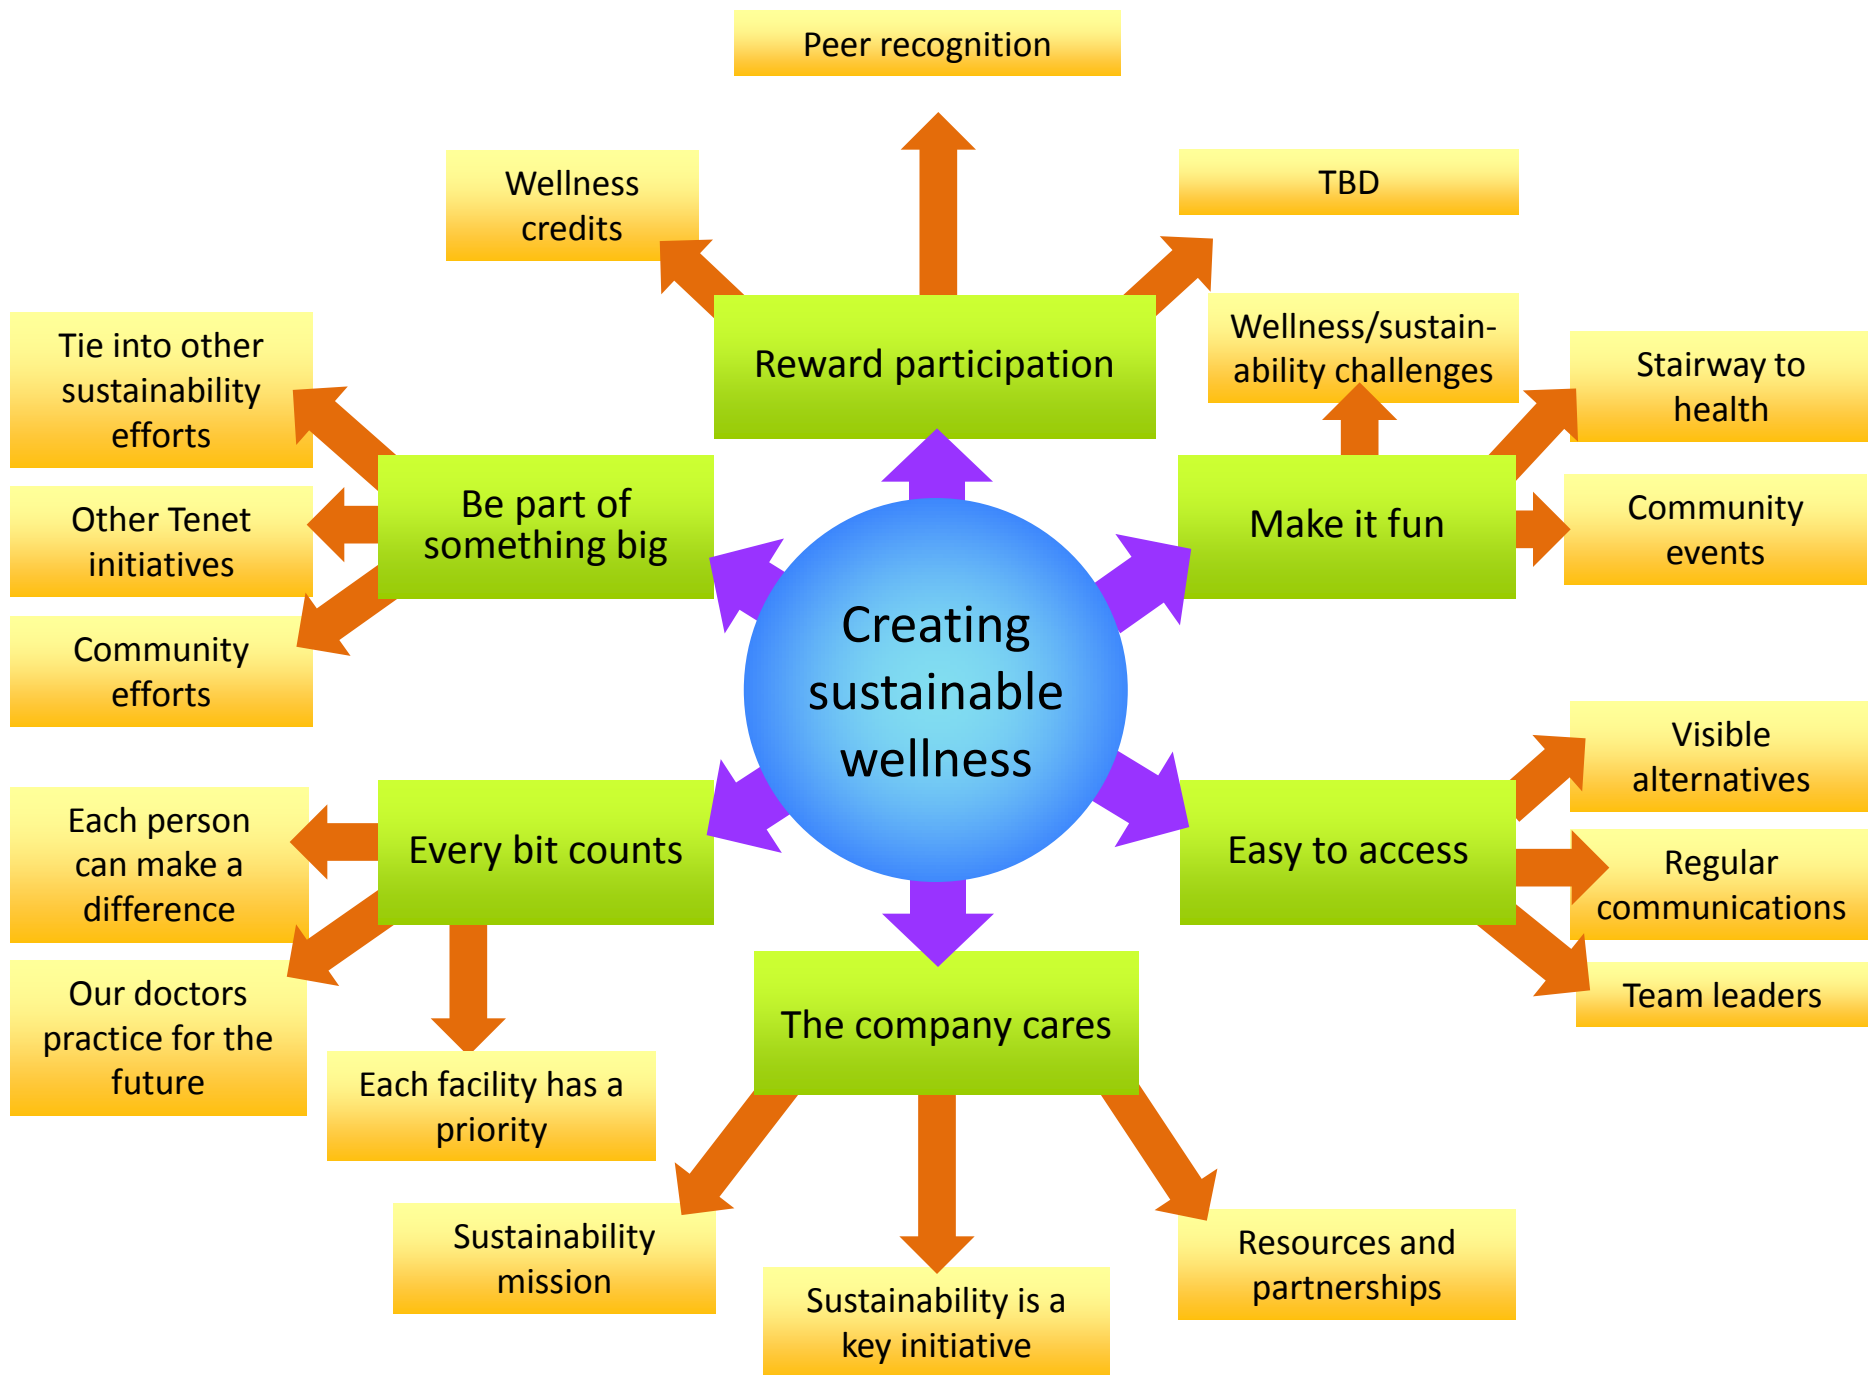 Peer recognition
Wellness
credits
TBD
Reward participation
Wellness/sustain-
ability challenges
Stairway to
health
Community
events
Make it fun
Tie into other
sustainability
efforts
Other Tenet
initiatives
Community
efforts
Be part of
something big
Creating
sustainable
wellness
Each person
can make a
difference
Our doctors
practice for the
future
Each facility has a
priority
Every bit counts
Easy to access
Visible
alternatives
Regular
communications
Team leaders
The company cares
Sustainability
mission
Sustainability is a
key initiative
Resources and
partnerships